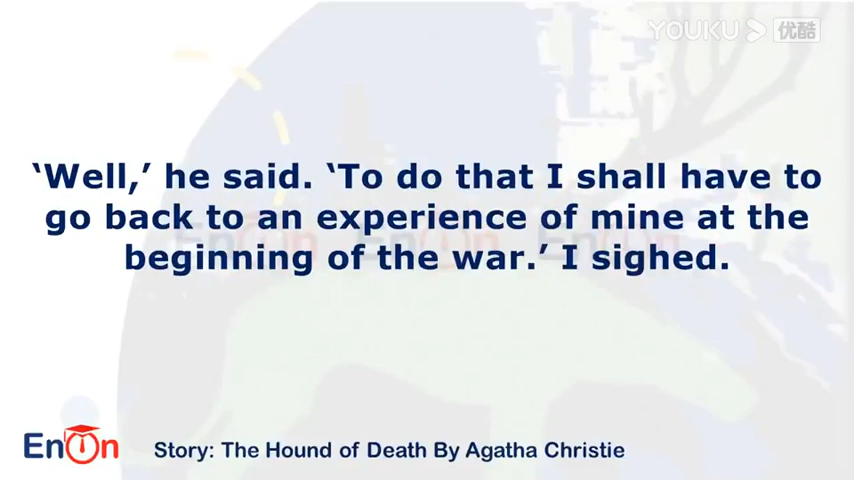 YOUKU 优酷
‘Well,’ he said. ‘To do that I shall have to
go back to an experience of mine at the
beginning of the war.’ I sighed.
EnOn
Story: The Hound of Death By Agatha Christie